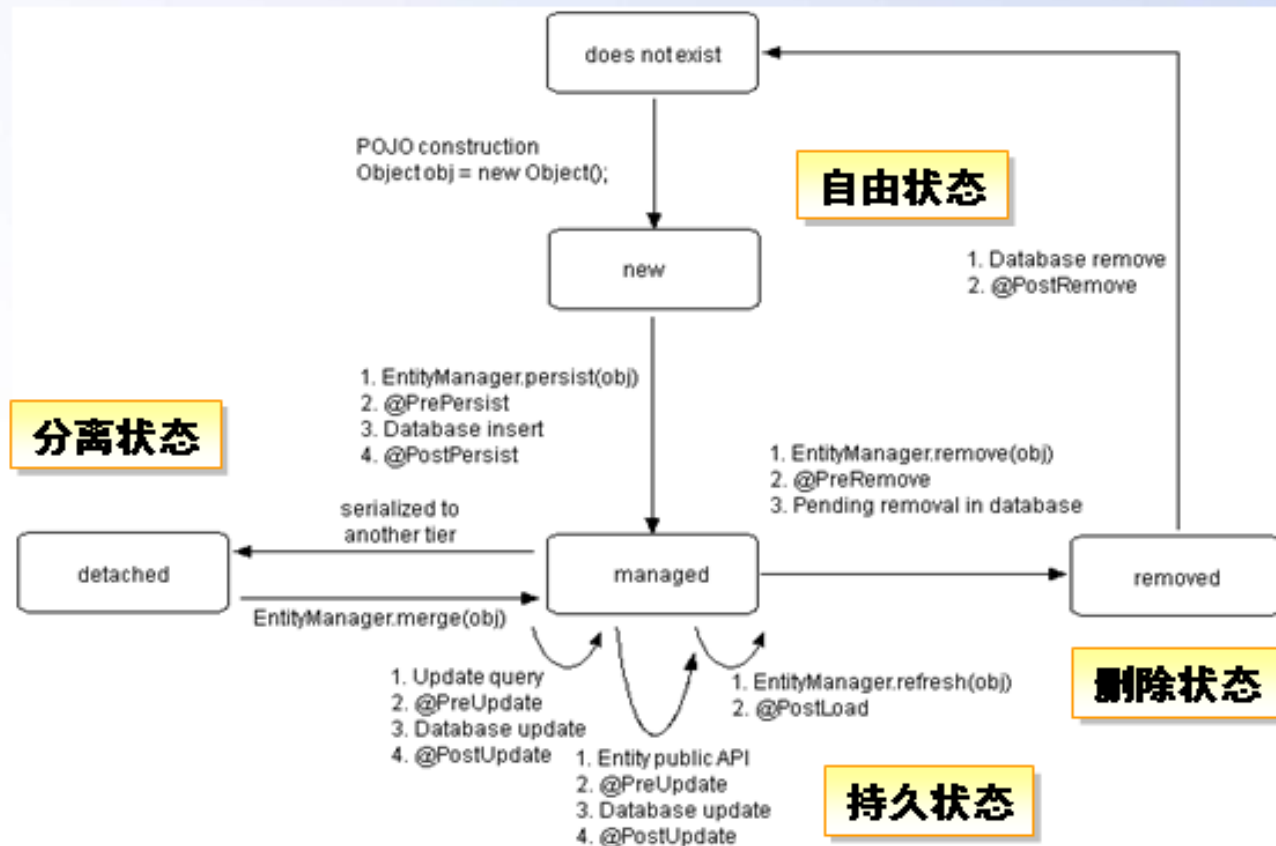 does not exist
POJO construction
Object obj = new Object();
自由状态
new
1. Database remove
2. @PostRemove
1. EntityManager.persist(obj)
2. @PrePersist
3. Database insert
4. @PostPersist
分离状态
1. EntityManager.remove(obj)
2. @PreRemove
3. Pending removal in database
serialized to
another tier
detached
managed
removed
EntityManager.merge(obj)
1. Update query
2. @PreUpdate
3. Database update
4. @PostUpdate
1. EntityManager.refresh(obj)
2. @PostLoad
删除状态
1. Entity public API
2. @PreUpdate
3. Database update
4. @PostUpdate
持久状态